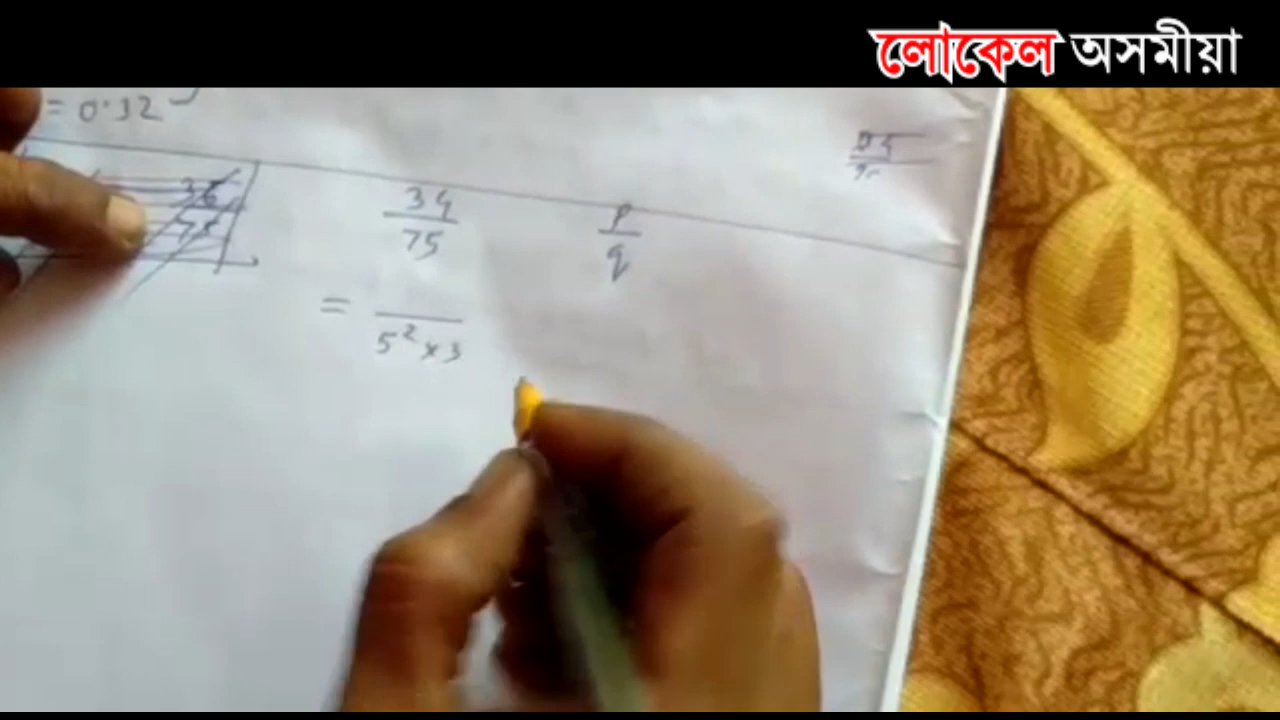 লোকেল অসমীয়া
= 0.32
34
75
p
q
=
5² × 3